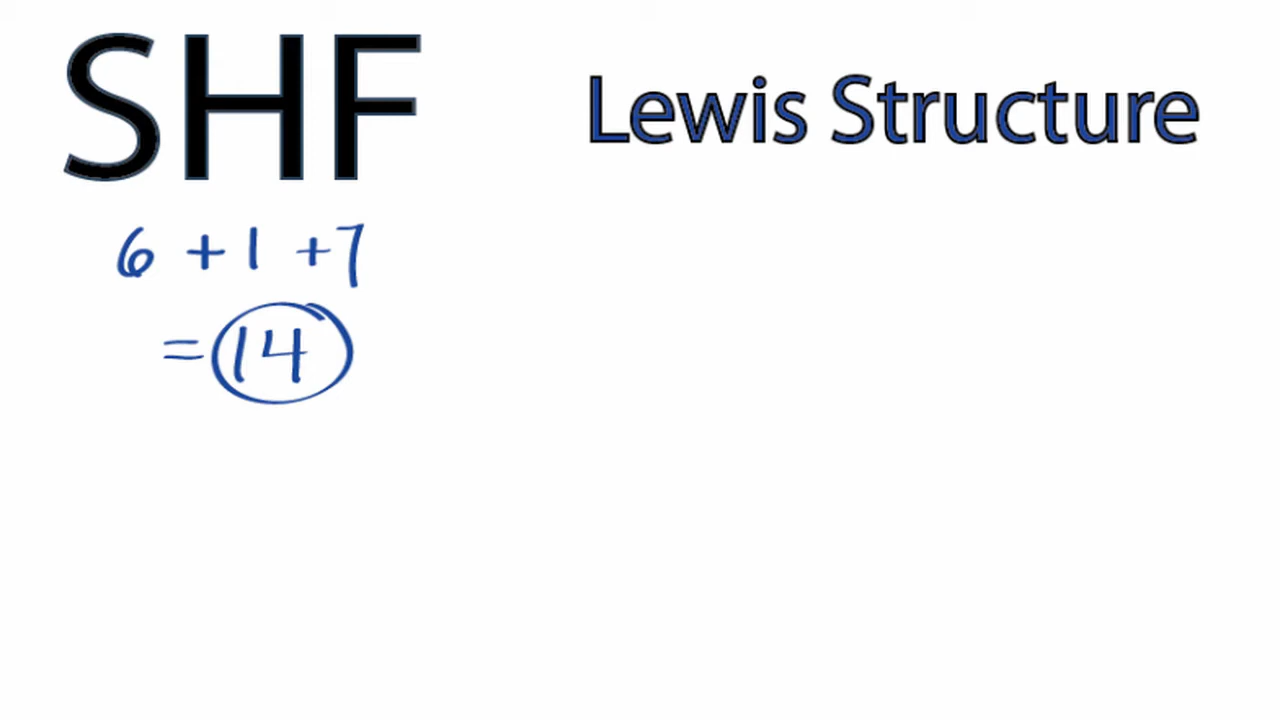 SHF
Lewis Structure
6 + 1 + 7
= 14